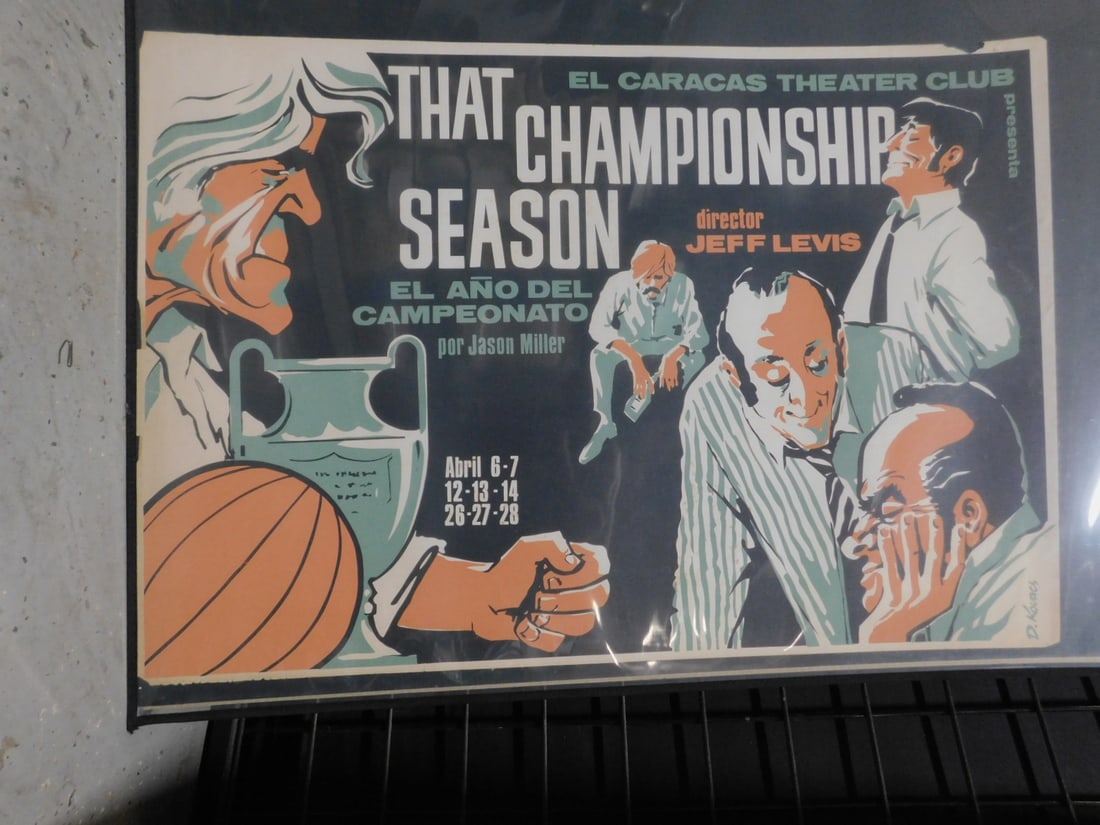 EL CARACAS THEATER CLUB
presenta
THAT
CHAMPIONSHIP
SEASON
director
JEFF LEVIS
EL AÑO DEL
CAMPEONATO
por Jason Miller
Abril 6-7
12-13-14
26-27-28
D. KOVACS